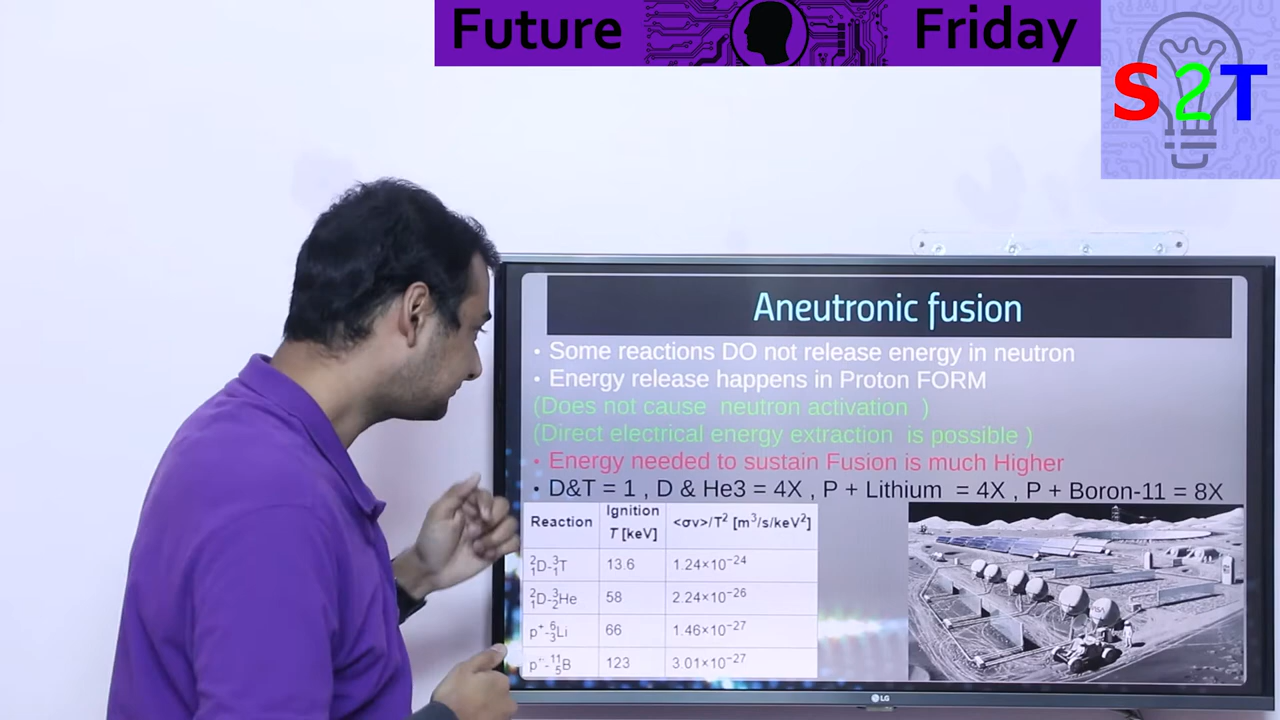 Future Friday
S2T
Aneutronic fusion
• Some reactions DO not release energy in neutron
• Energy release happens in Proton FORM
(Does not cause neutron activation )
(Direct electrical energy extraction is possible )
• Energy needed to sustain Fusion is much Higher
• D&T = 1 , D & He3 = 4X , P + Lithium = 4X , P + Boron-11 = 8X
Reaction Ignition T [keV] <σv>/T² [m³/s/keV²]
²₁D-³₁T 13.6 1.24×10⁻²⁴
²₁D-³₂He 58 2.24×10⁻²⁶
p⁺-⁶₃Li 66 1.46×10⁻²⁷
p⁺-¹¹₅B 123 3.01×10⁻²⁷
LG